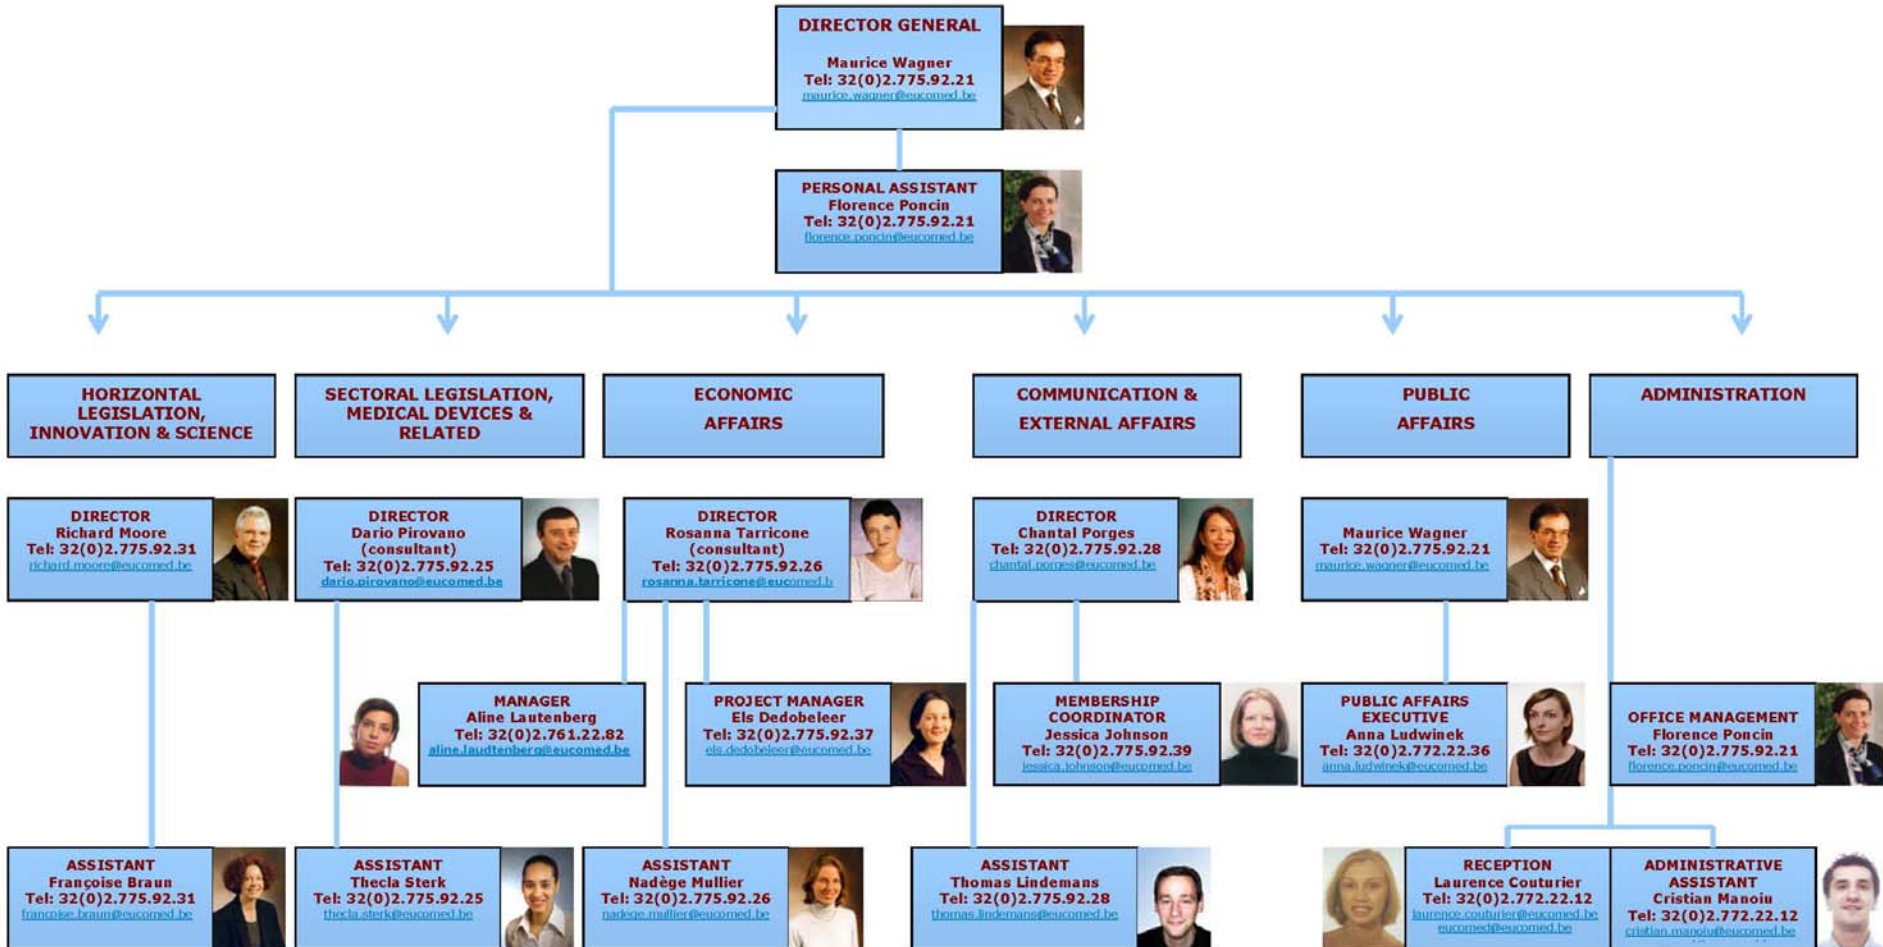 DIRECTOR GENERAL
Maurice Wagner
Tel: 32(0)2.775.92.21
maurice.wagner@eucomed.be
PERSONAL ASSISTANT
Florence Poncin
Tel: 32(0)2.775.92.21
florence.poncin@eucomed.be
HORIZONTAL
LEGISLATION,
INNOVATION & SCIENCE
SECTORAL LEGISLATION,
MEDICAL DEVICES &
RELATED
ECONOMIC
AFFAIRS
COMMUNICATION &
EXTERNAL AFFAIRS
PUBLIC
AFFAIRS
ADMINISTRATION
DIRECTOR
Richard Moore
Tel: 32(0)2.775.92.31
richard.moore@eucomed.be
DIRECTOR
Dario Pirovano
(consultant)
Tel: 32(0)2.775.92.25
dario.pirovano@eucomed.be
DIRECTOR
Rosanna Tarricone
(consultant)
Tel: 32(0)2.775.92.26
rosanna.tarricone@eucomed.b
DIRECTOR
Chantal Porges
Tel: 32(0)2.775.92.28
chantal.porges@eucomed.be
Maurice Wagner
Tel: 32(0)2.775.92.21
maurice.wagner@eucomed.be
MANAGER
Aline Lautenberg
Tel: 32(0)2.761.22.82
aline.laudtenberg@eucomed.be
PROJECT MANAGER
Els Dedobeleer
Tel: 32(0)2.775.92.37
els.dedobeleer@eucomed.be
MEMBERSHIP
COORDINATOR
Jessica Johnson
Tel: 32(0)2.775.92.39
jessica.johnson@eucomed.be
PUBLIC AFFAIRS
EXECUTIVE
Anna Ludwinek
Tel: 32(0)2.772.22.36
anna.ludwinek@eucomed.be
OFFICE MANAGEMENT
Florence Poncin
Tel: 32(0)2.775.92.21
florence.poncin@eucomed.be
ASSISTANT
Françoise Braun
Tel: 32(0)2.775.92.31
francoise.braun@eucomed.be
ASSISTANT
Thecla Sterk
Tel: 32(0)2.775.92.25
thecla.sterk@eucomed.be
ASSISTANT
Nadège Mullier
Tel: 32(0)2.775.92.26
nadege.mullier@eucomed.be
ASSISTANT
Thomas Lindemans
Tel: 32(0)2.775.92.28
thomas.lindemans@eucomed.be
RECEPTION
Laurence Couturier
Tel: 32(0)2.772.22.12
laurence.couturier@eucomed.be
eucomed@eucomed.be
ADMINISTRATIVE
ASSISTANT
Cristian Manoiu
Tel: 32(0)2.772.22.12
cristian.manoiu@eucomed.be